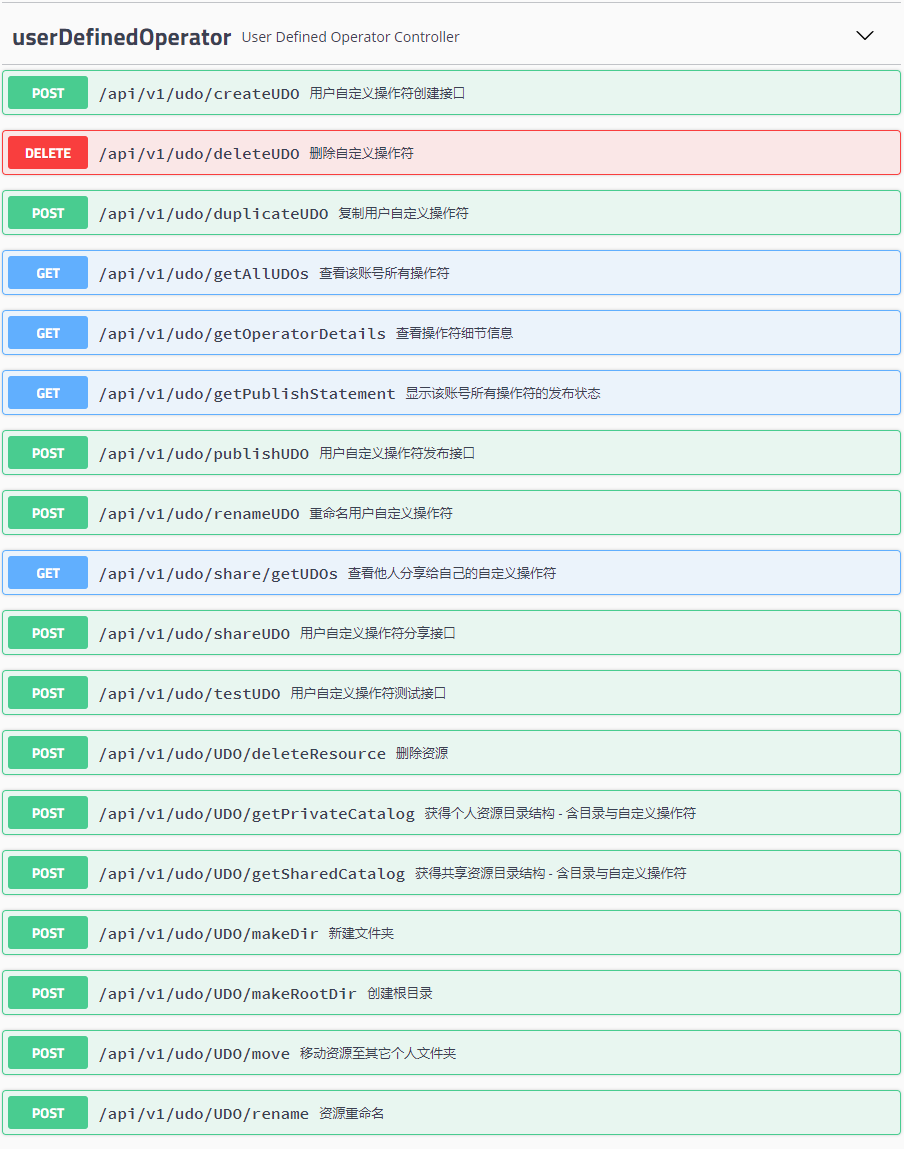 userDefinedOperator User Defined Operator Controller
POST /api/v1/udo/createUDO 用户自定义操作符创建接口
DELETE /api/v1/udo/deleteUDO 删除自定义操作符
POST /api/v1/udo/duplicateUDO 复制用户自定义操作符
GET /api/v1/udo/getAllUDOs 查看该账号所有操作符
GET /api/v1/udo/getOperatorDetails 查看操作符细节信息
GET /api/v1/udo/getPublishStatement 显示该账号所有操作符的发布状态
POST /api/v1/udo/publishUDO 用户自定义操作符发布接口
POST /api/v1/udo/renameUDO 重命名用户自定义操作符
GET /api/v1/udo/share/getUDOs 查看他人分享给自己的自定义操作符
POST /api/v1/udo/shareUDO 用户自定义操作符分享接口
POST /api/v1/udo/testUDO 用户自定义操作符测试接口
POST /api/v1/udo/UDO/deleteResource 删除资源
POST /api/v1/udo/UDO/getPrivateCatalog 获得个人资源目录结构 - 含目录与自定义操作符
POST /api/v1/udo/UDO/getSharedCatalog 获得共享资源目录结构 - 含目录与自定义操作符
POST /api/v1/udo/UDO/makeDir 新建文件夹
POST /api/v1/udo/UDO/makeRootDir 创建根目录
POST /api/v1/udo/UDO/move 移动资源至其它个人文件夹
POST /api/v1/udo/UDO/rename 资源重命名